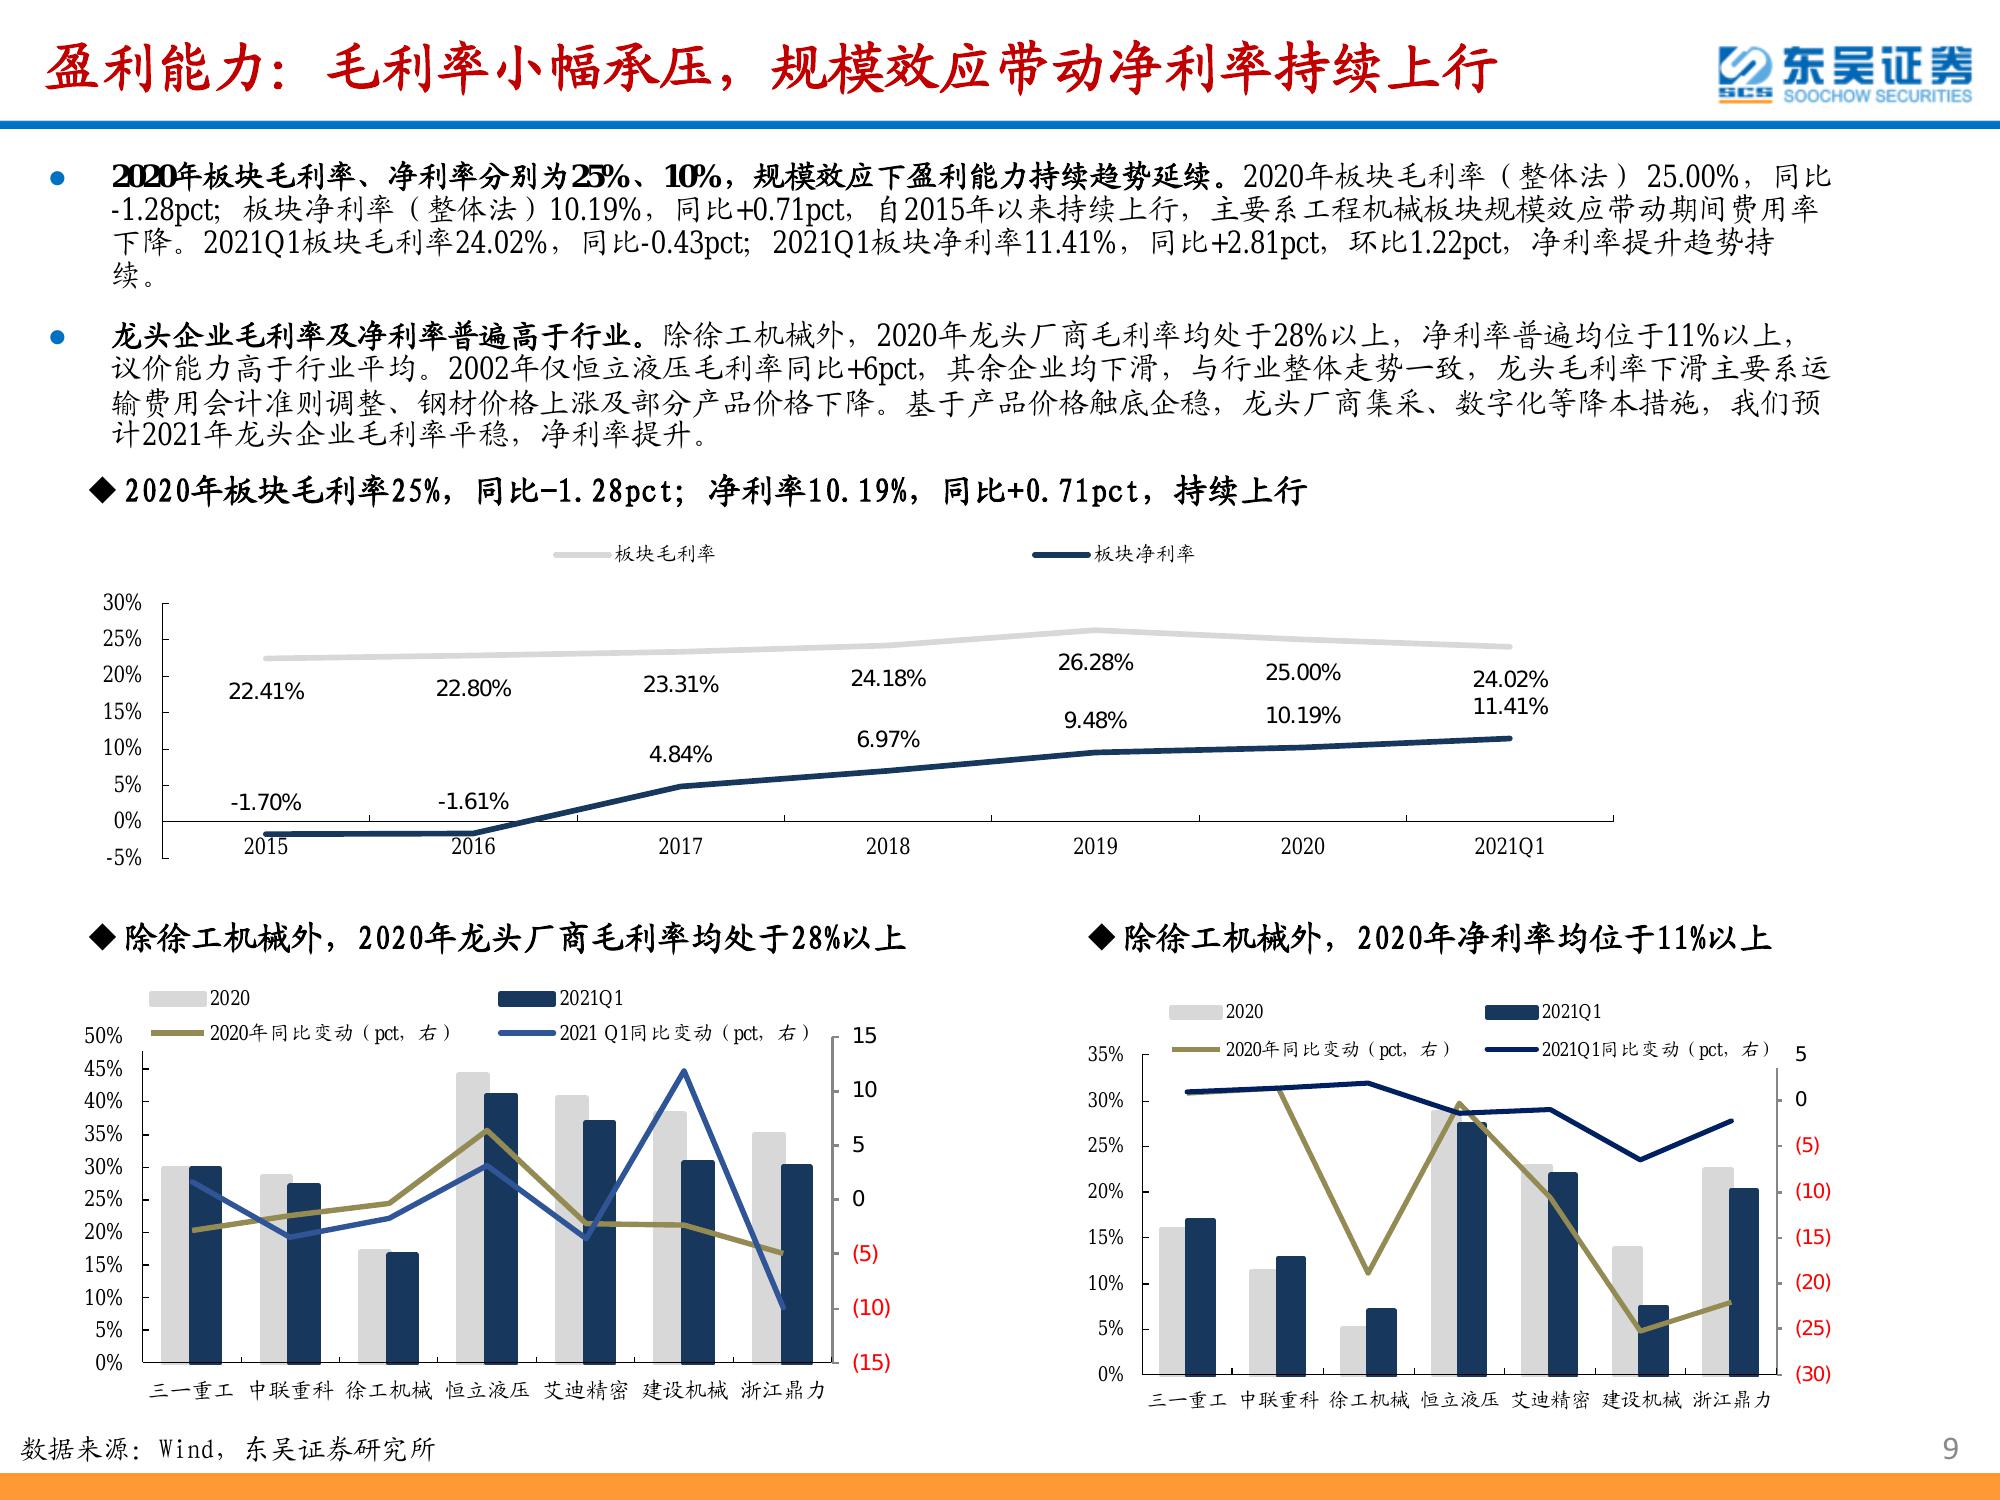 盈利能力：毛利率小幅承压，规模效应带动净利率持续上行
东吴证券
SCS
SOOCHOW SECURITIES
● 2020年板块毛利率、净利率分别为25%、10%，规模效应下盈利能力持续趋势延续。2020年板块毛利率（整体法） 25.00%，同比
-1.28pct；板块净利率（整体法）10.19%，同比+0.71pct，自2015年以来持续上行，主要系工程机械板块规模效应带动期间费用率
下降。2021Q1板块毛利率24.02%，同比-0.43pct；2021Q1板块净利率11.41%，同比+2.81pct，环比1.22pct，净利率提升趋势持
续。
● 龙头企业毛利率及净利率普遍高于行业。除徐工机械外，2020年龙头厂商毛利率均处于28%以上，净利率普遍均位于11%以上，
议价能力高于行业平均。2002年仅恒立液压毛利率同比+6pct，其余企业均下滑，与行业整体走势一致，龙头毛利率下滑主要系运
输费用会计准则调整、钢材价格上涨及部分产品价格下降。基于产品价格触底企稳，龙头厂商集采、数字化等降本措施，我们预
计2021年龙头企业毛利率平稳，净利率提升。
◆ 2020年板块毛利率25%，同比-1.28pct；净利率10.19%，同比+0.71pct，持续上行
板块毛利率 板块净利率
30%
25%
20%
15%
10%
5%
0%
-5%
22.41% 22.80% 23.31% 24.18% 26.28% 25.00% 24.02%
-1.70% -1.61% 4.84% 6.97% 9.48% 10.19% 11.41%
2015 2016 2017 2018 2019 2020 2021Q1
◆ 除徐工机械外，2020年龙头厂商毛利率均处于28%以上
2020 2021Q1
2020年同比变动（pct，右） 2021 Q1同比变动（pct，右）
50%
45%
40%
35%
30%
25%
20%
15%
10%
5%
0%
15
10
5
0
(5)
(10)
(15)
三一重工 中联重科 徐工机械 恒立液压 艾迪精密 建设机械 浙江鼎力
◆ 除徐工机械外，2020年净利率均位于11%以上
2020 2021Q1
2020年同比变动（pct，右） 2021Q1同比变动（pct，右）
35%
30%
25%
20%
15%
10%
5%
0%
5
0
(5)
(10)
(15)
(20)
(25)
(30)
三一重工 中联重科 徐工机械 恒立液压 艾迪精密 建设机械 浙江鼎力
数据来源：Wind，东吴证券研究所
9